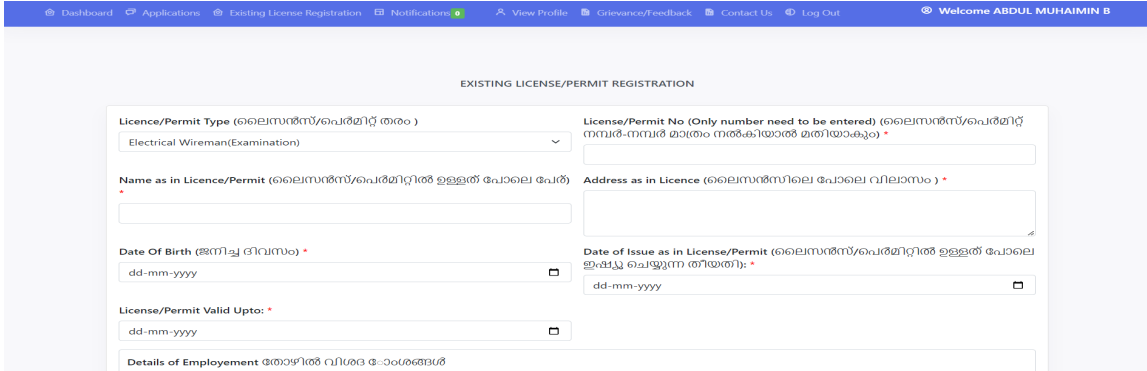 Dashboard Applications Existing License Registration Notifications 0 View Profile Grievance/Feedback Contact Us Log Out Welcome ABDUL MUHAIMIN B
EXISTING LICENSE/PERMIT REGISTRATION
Licence/Permit Type (ലൈസൻസ്/പെർമിറ്റ് തരം )
Electrical Wireman(Examination)
License/Permit No (Only number need to be entered) (ലൈസൻസ്/പെർമിറ്റ്
നമ്പർ-നമ്പർ മാത്രം നൽകിയാൽ മതിയാകും) *
Name as in Licence/Permit (ലൈസൻസ്/പെർമിറ്റിൽ ഉള്ളത് പോലെ പേര്)
*
Address as in Licence (ലൈസൻസിലെ പോലെ വിലാസം ) *
Date Of Birth (ജനിച്ച ദിവസം) *
dd-mm-yyyy
Date of Issue as in License/Permit (ലൈസൻസ്/പെർമിറ്റിൽ ഉള്ളത് പോലെ
ഇഷ്യൂ ചെയ്യുന്ന തീയതി): *
dd-mm-yyyy
License/Permit Valid Upto: *
dd-mm-yyyy
Details of Employement തോഴിൽ വിശദ ോംശങ്ങൾ